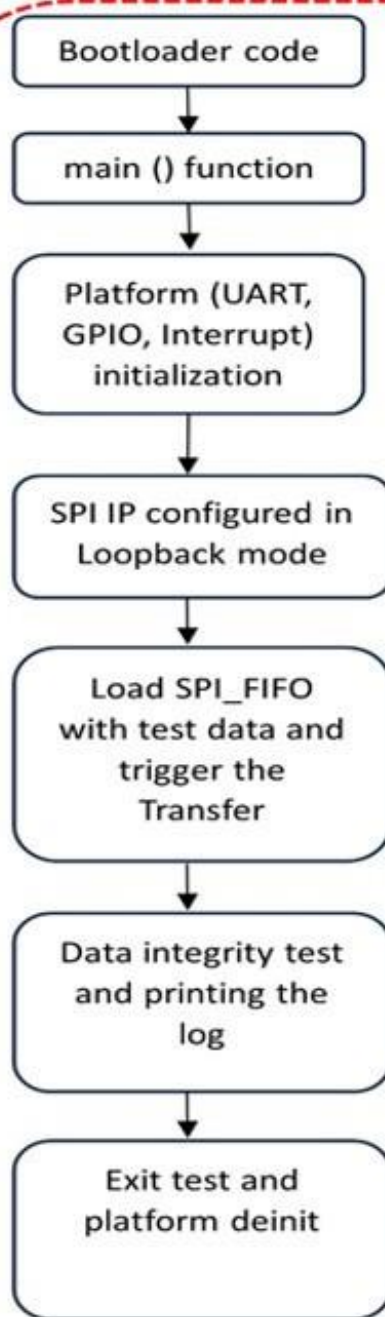 Bootloader code
main () function
Platform (UART,
GPIO, Interrupt)
initialization
SPI IP configured in
Loopback mode
Load SPI_FIFO
with test data and
trigger the
Transfer
Data integrity test
and printing the
log
Exit test and
platform deinit